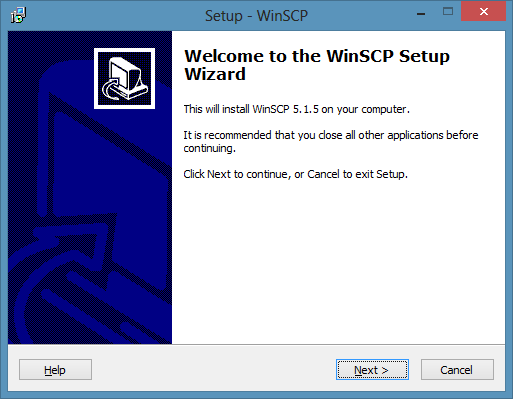 Setup - WinSCP
Welcome to the WinSCP Setup
Wizard
This will install WinSCP 5.1.5 on your computer.
It is recommended that you close all other applications before
continuing.
Click Next to continue, or Cancel to exit Setup.
Help
Next >
Cancel